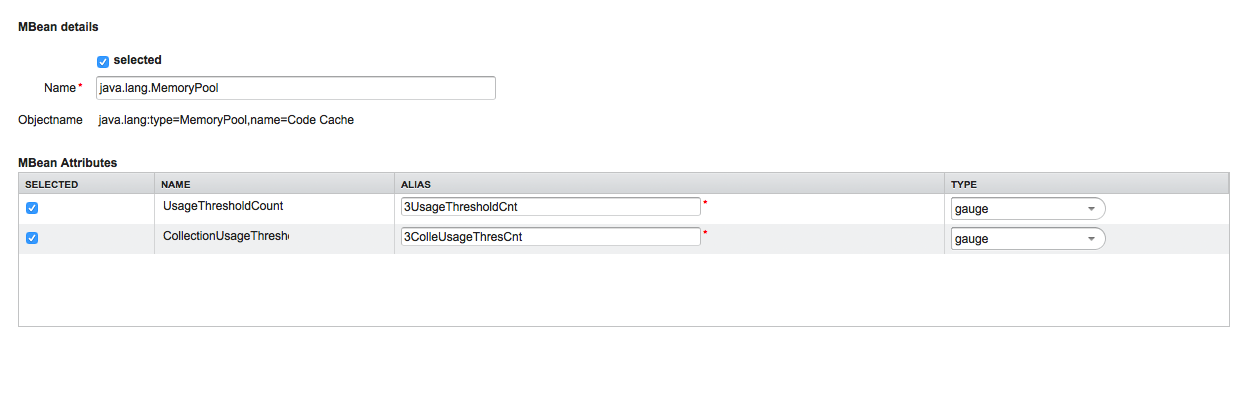 MBean details
selected
Name *
java.lang.MemoryPool
Objectname java.lang:type=MemoryPool,name=Code Cache
MBean Attributes
SELECTED NAME ALIAS TYPE
UsageThresholdCount 3UsageThresholdCnt * gauge
CollectionUsageThresh 3ColleUsageThresCnt * gauge